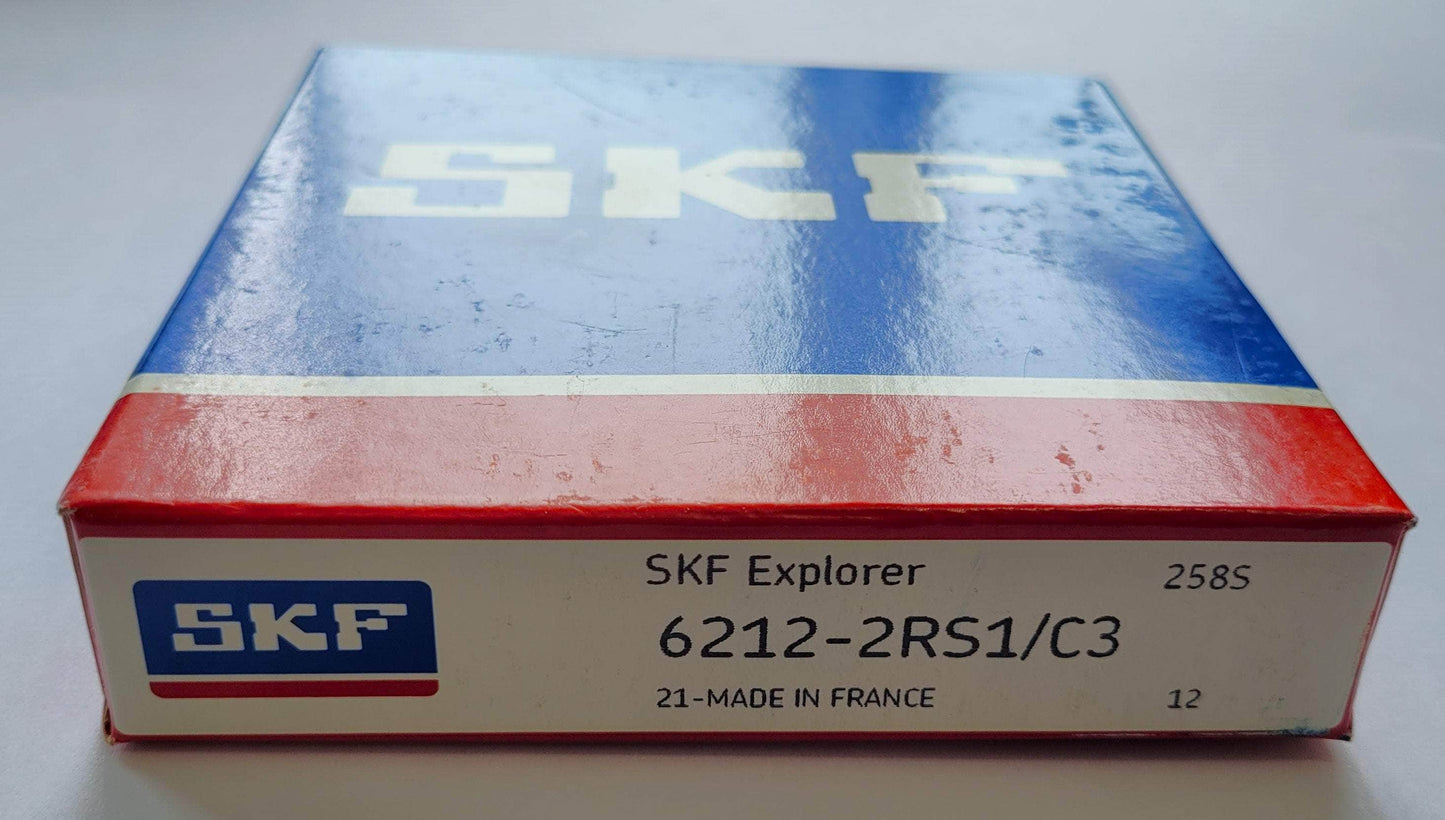 SKF
SKF
SKF Explorer 258S
6212-2RS1/C3
21-MADE IN FRANCE 12